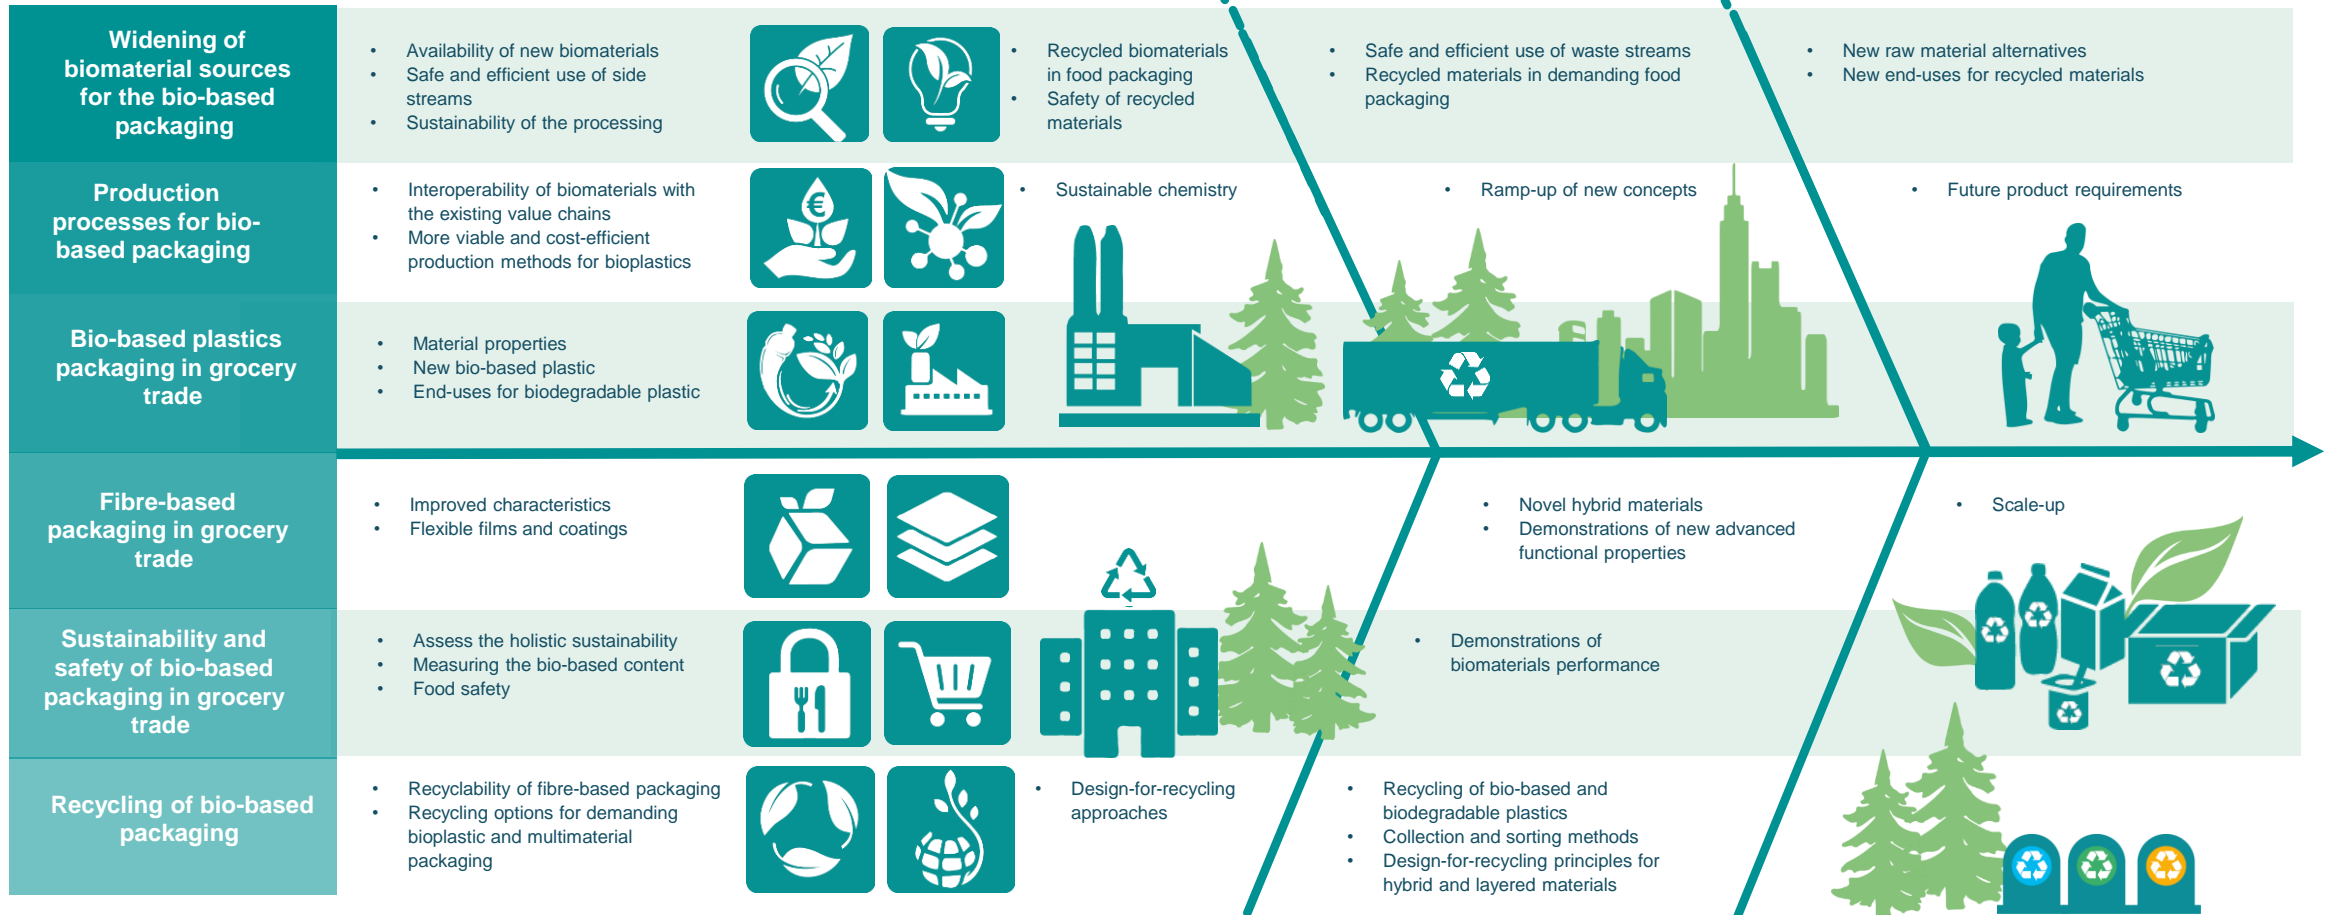 Widening of
biomaterial sources
for the bio-based
packaging
• Availability of new biomaterials
• Safe and efficient use of side
streams
• Sustainability of the processing
• Recycled biomaterials
in food packaging
• Safety of recycled
materials
• Safe and efficient use of waste streams
• Recycled materials in demanding food
packaging
• New raw material alternatives
• New end-uses for recycled materials
Production
processes for bio-
based packaging
• Interoperability of biomaterials with
the existing value chains
• More viable and cost-efficient
production methods for bioplastics
€
• Sustainable chemistry
• Ramp-up of new concepts
• Future product requirements
Bio-based plastics
packaging in grocery
trade
• Material properties
• New bio-based plastic
• End-uses for biodegradable plastic
Fibre-based
packaging in grocery
trade
• Improved characteristics
• Flexible films and coatings
• Novel hybrid materials
• Demonstrations of new advanced
functional properties
• Scale-up
Sustainability and
safety of bio-based
packaging in grocery
trade
• Assess the holistic sustainability
• Measuring the bio-based content
• Food safety
• Demonstrations of
biomaterials performance
Recycling of bio-based
packaging
• Recyclability of fibre-based packaging
• Recycling options for demanding
bioplastic and multimaterial
packaging
• Design-for-recycling
approaches
• Recycling of bio-based and
biodegradable plastics
• Collection and sorting methods
• Design-for-recycling principles for
hybrid and layered materials